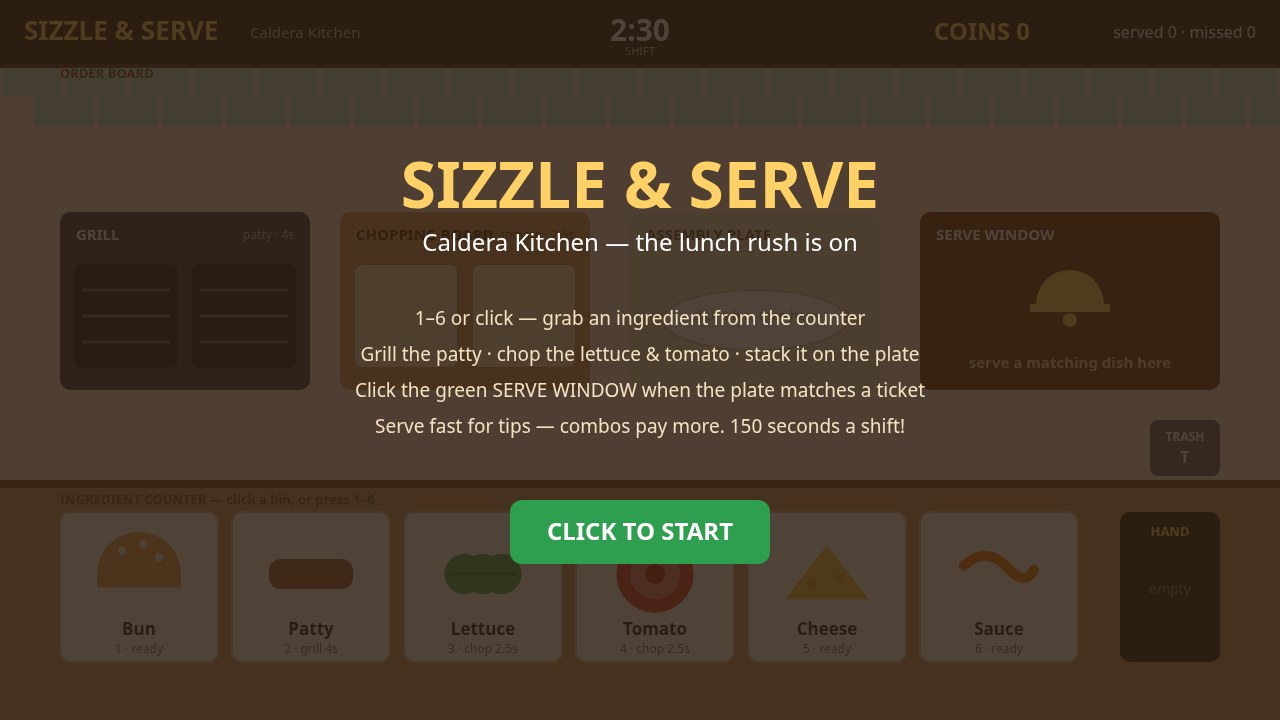 SIZZLE & SERVE Caldera Kitchen 2:30 COINS 0 served 0 · missed 0
SHIFT
ORDER BOARD
SIZZLE & SERVE
GRILL patty · 4s CHOPPING BOARD ASSEMBLY PLATE SERVE WINDOW
Caldera Kitchen — the lunch rush is on
1–6 or click — grab an ingredient from the counter
Grill the patty · chop the lettuce & tomato · stack it on the plate
serve a matching dish here
Click the green SERVE WINDOW when the plate matches a ticket
Serve fast for tips — combos pay more. 150 seconds a shift!
TRASH
T
INGREDIENT COUNTER — click a bin, or press 1–6
CLICK TO START
HAND
empty
Bun Patty Lettuce Tomato Cheese Sauce
1 · ready 2 · grill 4s 3 · chop 2.5s 4 · chop 2.5s 5 · ready 6 · ready